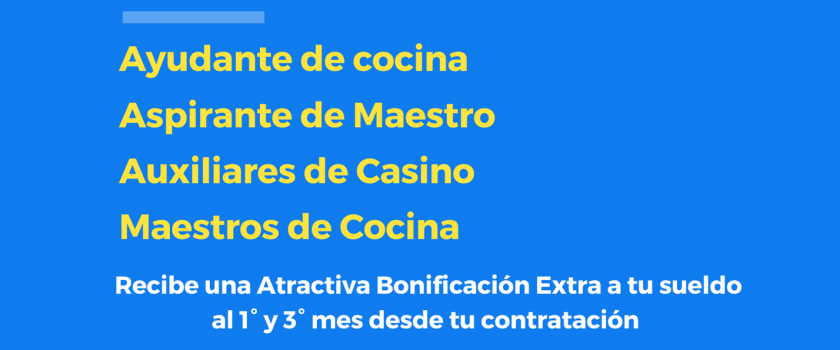 Ayudante de cocina
Aspirante de Maestro
Auxiliares de Casino
Maestros de Cocina
Recibe una Atractiva Bonificación Extra a tu sueldo
al 1° y 3° mes desde tu contratación